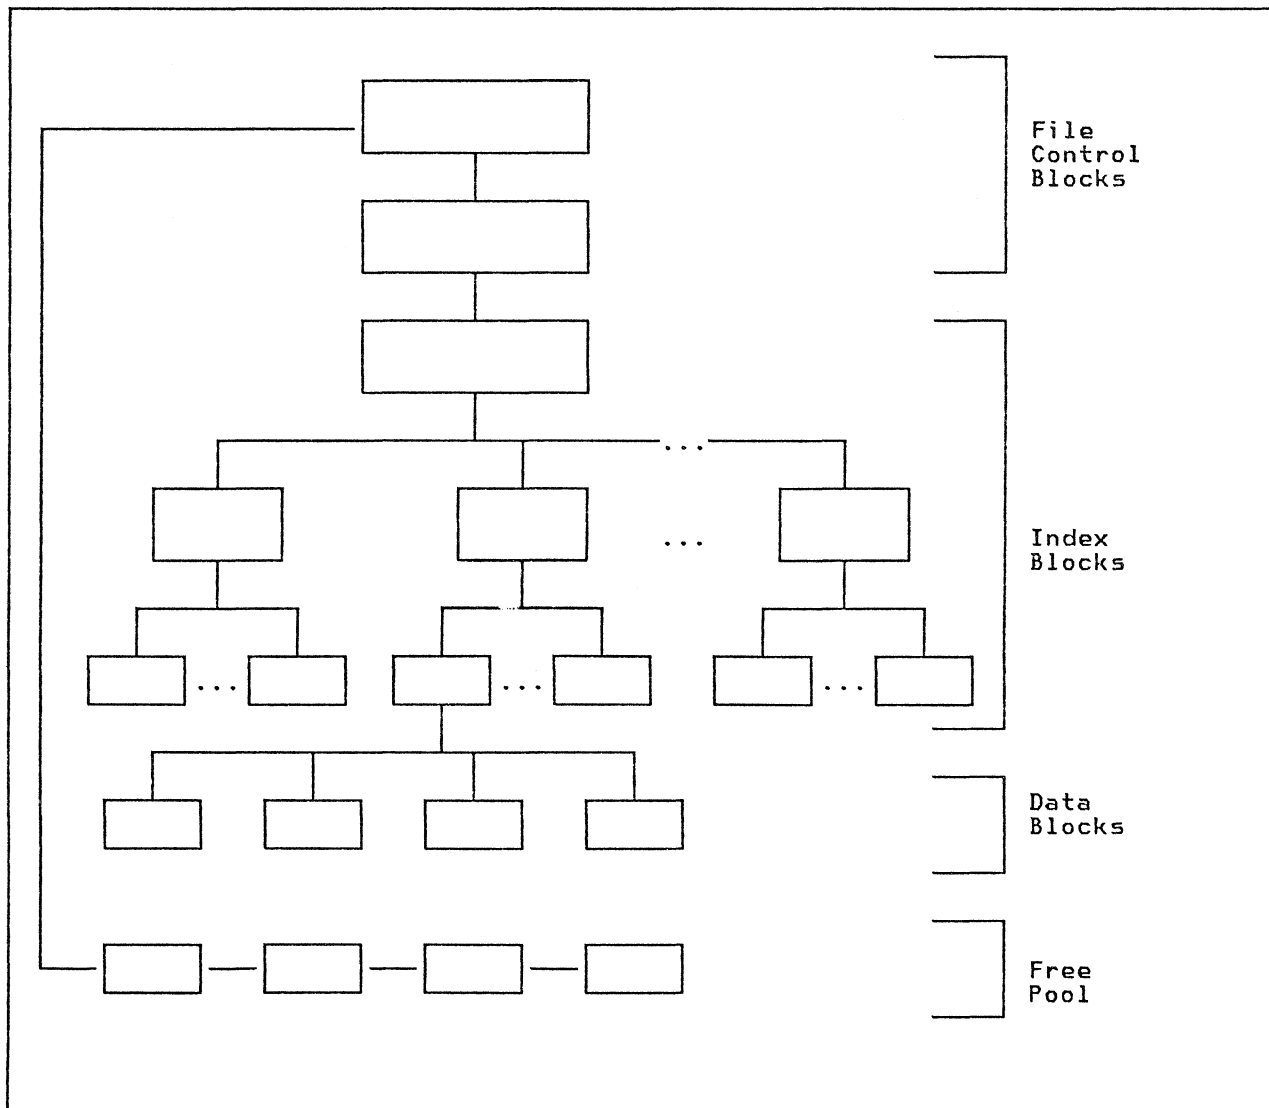 File
Control
Blocks
...
...
Index
Blocks
... ... ...
Data
Blocks
Free
Pool